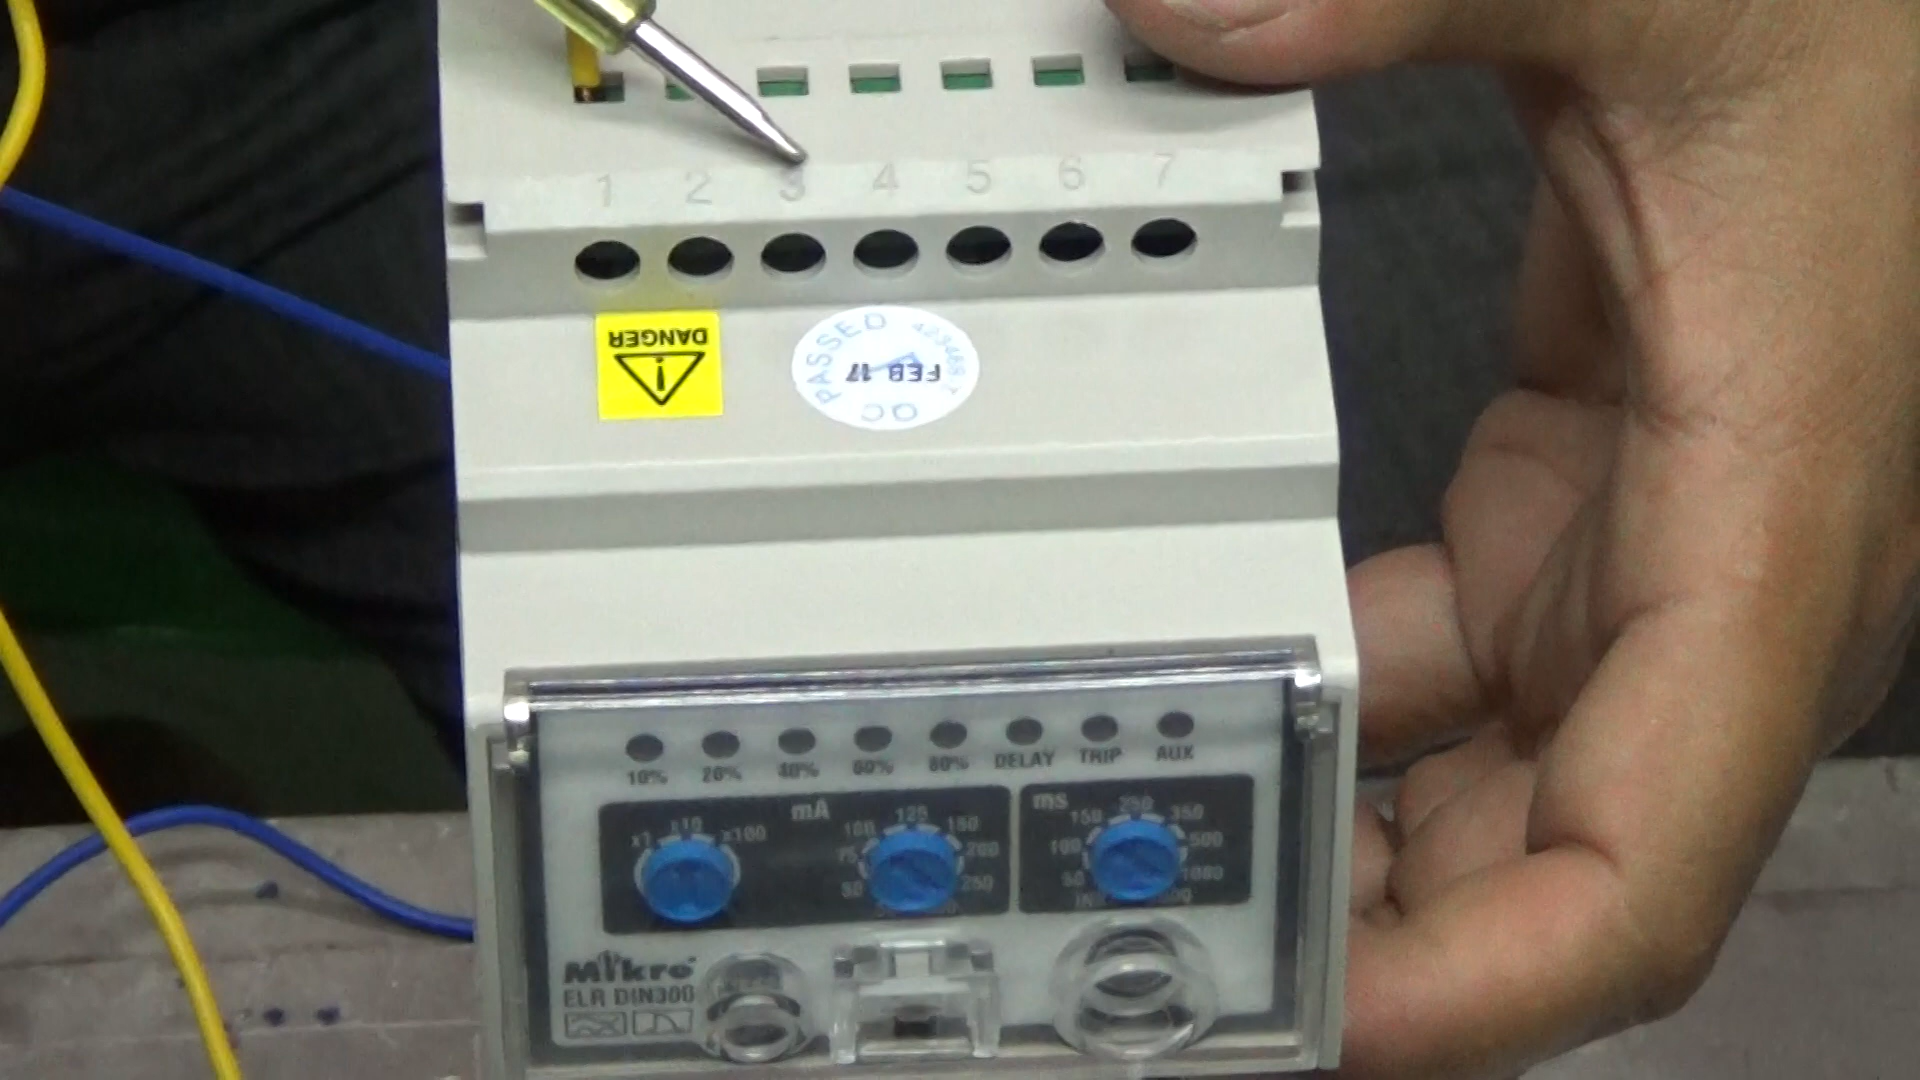 1 2 3 4 5 6 7
DANGER
QC PASSED
FEB 17
10% 20% 40% 60% 80% DELAY TRIP AUX
mA
x1 x10 x100
50 75 100 125 150 200 250
ms
50 100 150 250 350 500 1000
Mikro
ELR DIN300